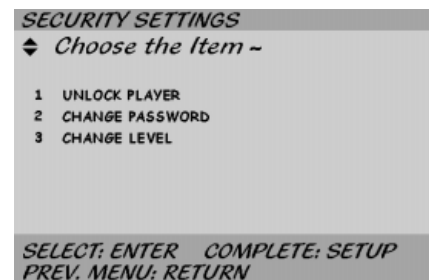 SECURITY SETTINGS
Choose the Item ~
1 UNLOCK PLAYER
2 CHANGE PASSWORD
3 CHANGE LEVEL
SELECT: ENTER COMPLETE: SETUP
PREV. MENU: RETURN